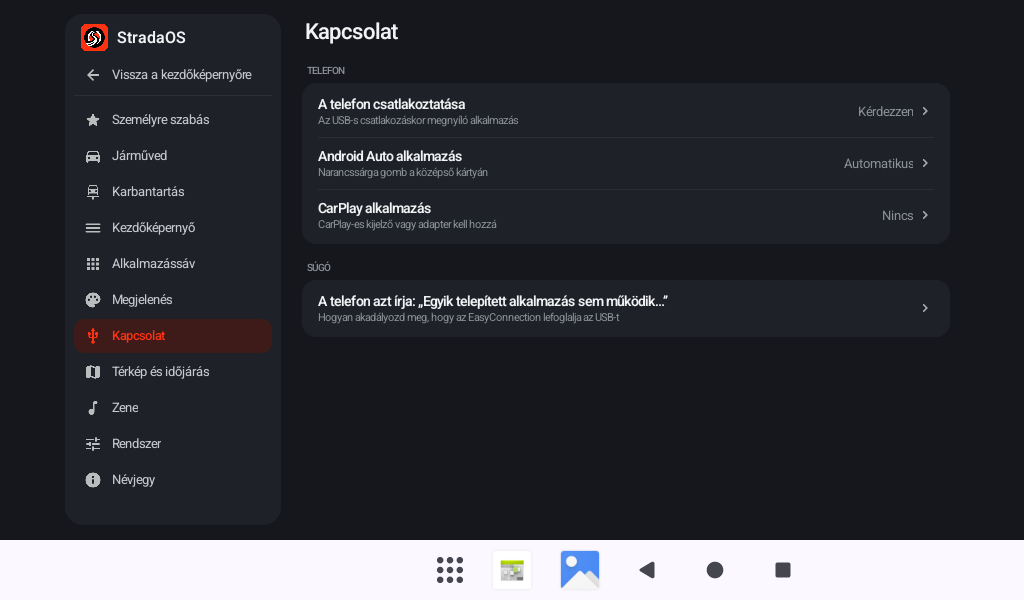 StradaOS
Vissza a kezdőképernyőre
Személyre szabás
Járműved
Karbantartás
Kezdőképernyő
Alkalmazássáv
Megjelenés
Kapcsolat
Térkép és időjárás
Zene
Rendszer
Névjegy
Kapcsolat
TELEFON
A telefon csatlakoztatása
Az USB-s csatlakozáskor megnyíló alkalmazás
Kérdezzen
Android Auto alkalmazás
Narancssárga gomb a középső kártyán
Automatikus
CarPlay alkalmazás
CarPlay-es kijelző vagy adapter kell hozzá
Nincs
SÚGÓ
A telefon azt írja: „Egyik telepített alkalmazás sem működik…”
Hogyan akadályozd meg, hogy az EasyConnection lefoglalja az USB-t